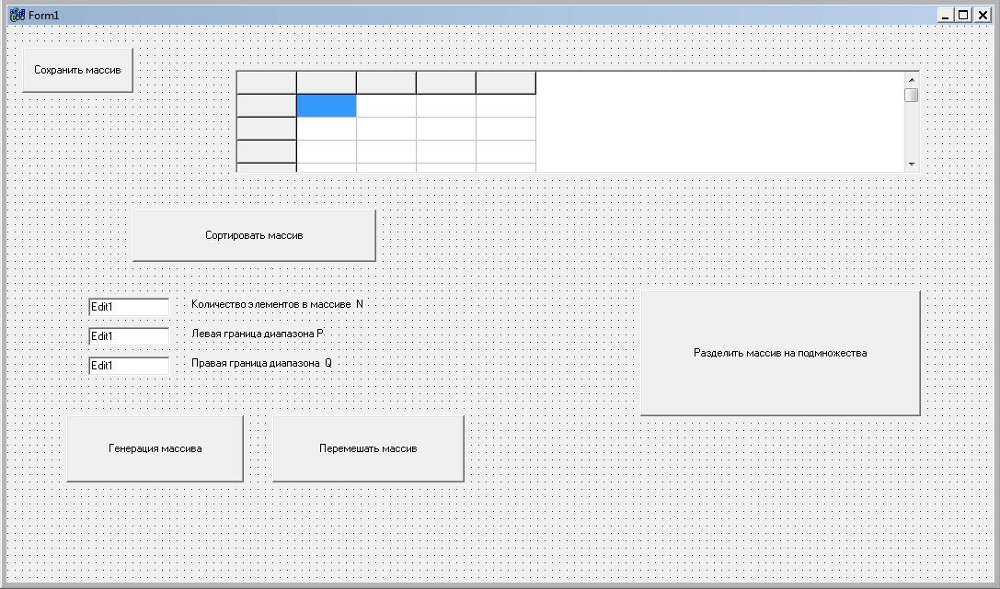 Form1
Сохранить массив
Сортировать массив
Edit1 Количество элементов в массиве N
Edit1 Левая граница диапазона P
Edit1 Правая граница диапазона Q
Разделить массив на подмножества
Генерация массива
Перемешать массив